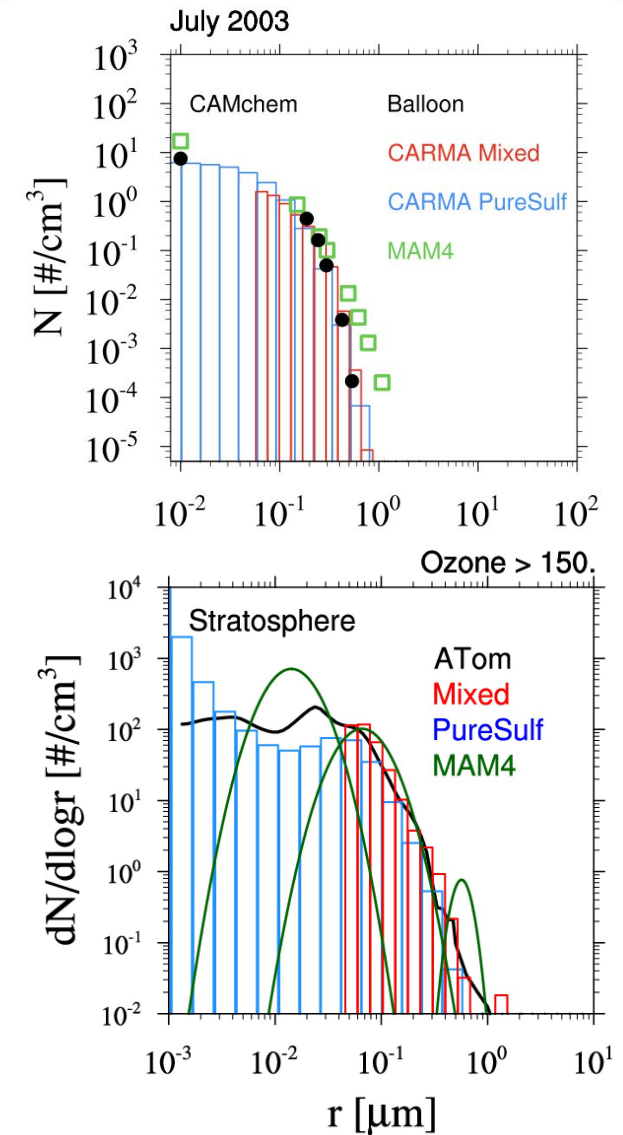 July 2003
10³
10²
10¹
10⁰
10⁻¹
10⁻²
10⁻³
10⁻⁴
10⁻⁵
N [#/cm³]
CAMchem
Balloon
CARMA Mixed
CARMA PureSulf
MAM4
10⁻² 10⁻¹ 10⁰ 10¹ 10²
Ozone > 150.
10⁴
10³
10²
10¹
10⁰
10⁻¹
10⁻²
dN/dlogr [#/cm³]
Stratosphere
ATom
Mixed
PureSulf
MAM4
10⁻³ 10⁻² 10⁻¹ 10⁰ 10¹
r [μm]